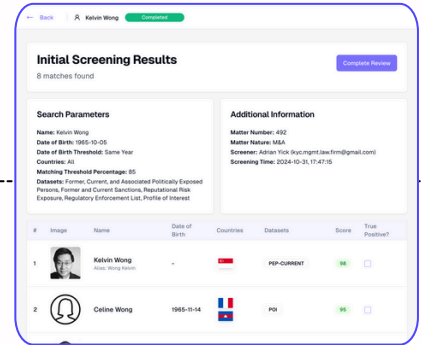 ← Back
Kelvin Wong
Completed
Initial Screening Results
Complete Review
8 matches found
Search Parameters
Name: Kelvin Wong
Date of Birth: 1965-10-05
Date of Birth Threshold: Same Year
Countries: All
Matching Threshold Percentage: 85
Datasets: Former, Current, and Associated Politically Exposed
Persons, Former and Current Sanctions, Reputational Risk
Exposure, Regulatory Enforcement List, Profile of Interest
Additional Information
Matter Number: 492
Matter Nature: M&A
Screener: Adrian Yick (kyc.mgmt.law.firm@gmail.com)
Screening Time: 2024-10-31, 17:47:15
# Image Name Date of Birth Countries Datasets Score True Positive?
1 Kelvin Wong - PEP-CURRENT 98
Alias: Wong Kelvin
2 Celine Wong 1965-11-14 POI 95